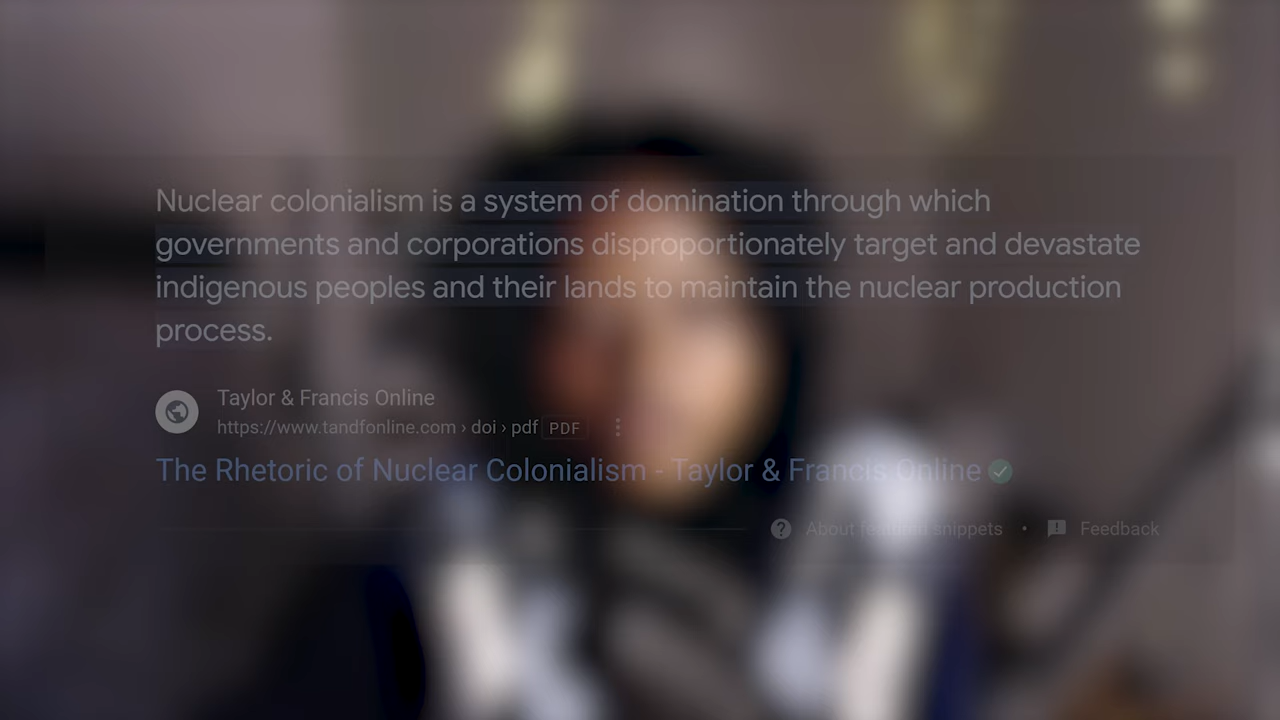 Nuclear colonialism is a system of domination through which
governments and corporations disproportionately target and devastate
indigenous peoples and their lands to maintain the nuclear production
process.
Taylor & Francis Online
https://www.tandfonline.com › doi › pdf PDF
The Rhetoric of Nuclear Colonialism - Taylor & Francis Online
About featured snippets • Feedback